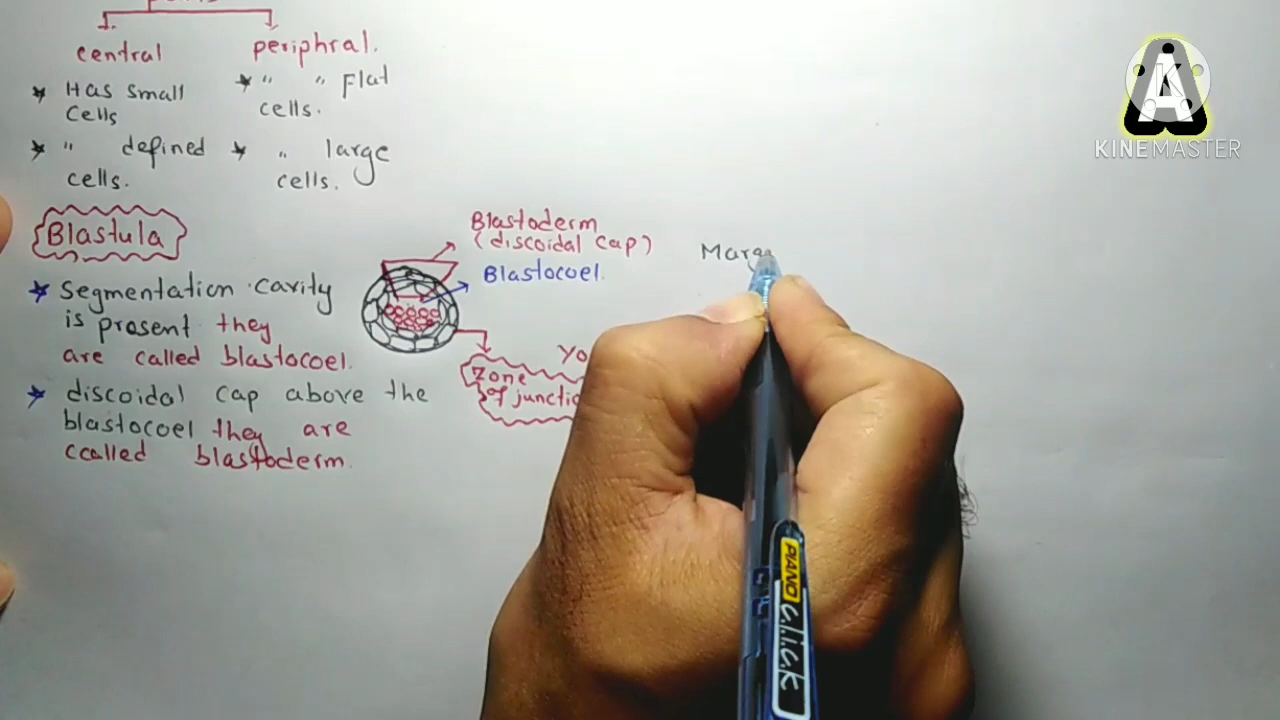 central
periphral.
★ Has small
cells
★ " " Flat
cells.
★ " defined
cells.
★ " large
cells.
Blastula
★ segmentation cavity
is present they
are called blastocoel.
★ discoidal cap above the
blastocoel they are
ccalled blastoderm.
Blastoderm
(discoidal cap)
Blastocoel.
Yo
Zone
of junctio
Marg
A
K
KINEMASTER
PIANO
c.l.i.c.k